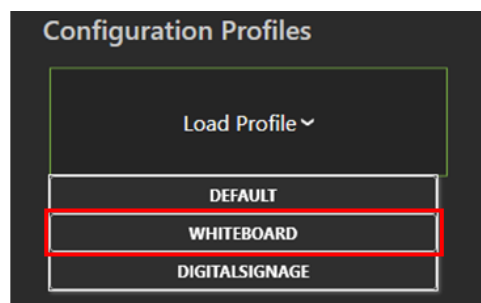 Configuration Profiles
Load Profile
DEFAULT
WHITEBOARD
DIGITALSIGNAGE